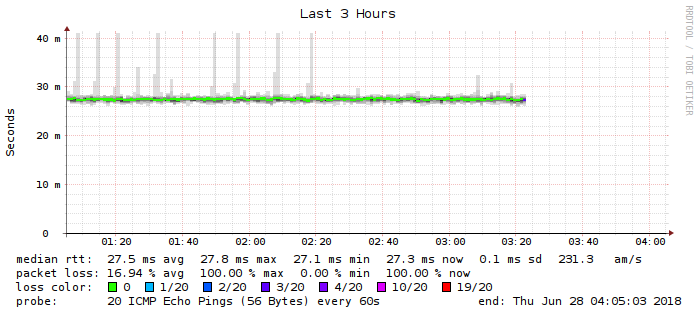 Last 3 Hours
RRDTOOL / TOBI OETIKER
Seconds
40 m
30 m
20 m
10 m
0
01:20 01:40 02:00 02:20 02:40 03:00 03:20 03:40 04:00
median rtt: 27.5 ms avg 27.8 ms max 27.1 ms min 27.3 ms now 0.1 ms sd 231.3 am/s
packet loss: 16.94 % avg 100.00 % max 0.00 % min 100.00 % now
loss color: 0 1/20 2/20 3/20 4/20 10/20 19/20
probe: 20 ICMP Echo Pings (56 Bytes) every 60s end: Thu Jun 28 04:05:03 2018